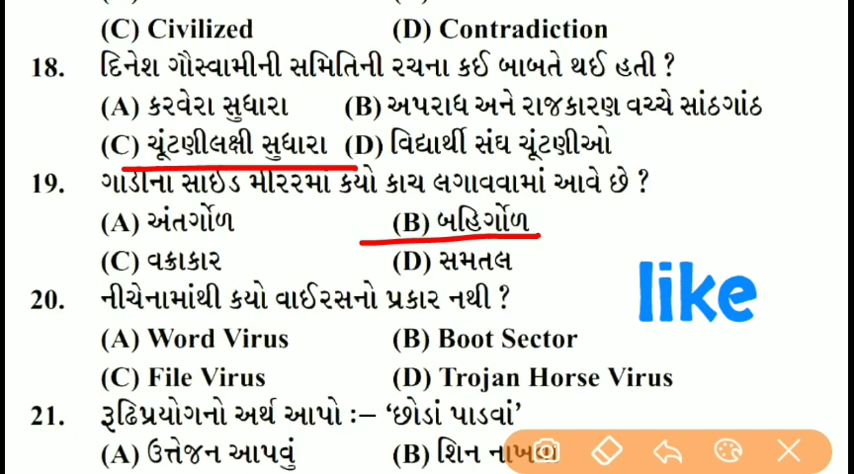 (C) Civilized (D) Contradiction
18. દિનેશ ગૌસ્વામીની સમિતિની રચના કઈ બાબતે થઈ હતી ?
(A) કરવેરા સુધારા (B) અપરાધ અને રાજકારણ વચ્ચે સાંઠગાંઠ
(C) ચૂંટણીલક્ષી સુધારા (D) વિદ્યાર્થી સંઘ ચૂંટણીઓ
19. ગાડીના સાઇડ મીરરમાં કયો કાચ લગાવવામાં આવે છે ?
(A) અંતર્ગોળ (B) બહિર્ગોળ
(C) વક્રાકાર (D) સમતલ
20. નીચેનામાંથી કયો વાઈરસનો પ્રકાર નથી ?
like
(A) Word Virus (B) Boot Sector
(C) File Virus (D) Trojan Horse Virus
21. રૂઢિપ્રયોગનો અર્થ આપો :– ‘છોડાં પાડવાં’
(A) ઉત્તેજન આપવું (B) શિન